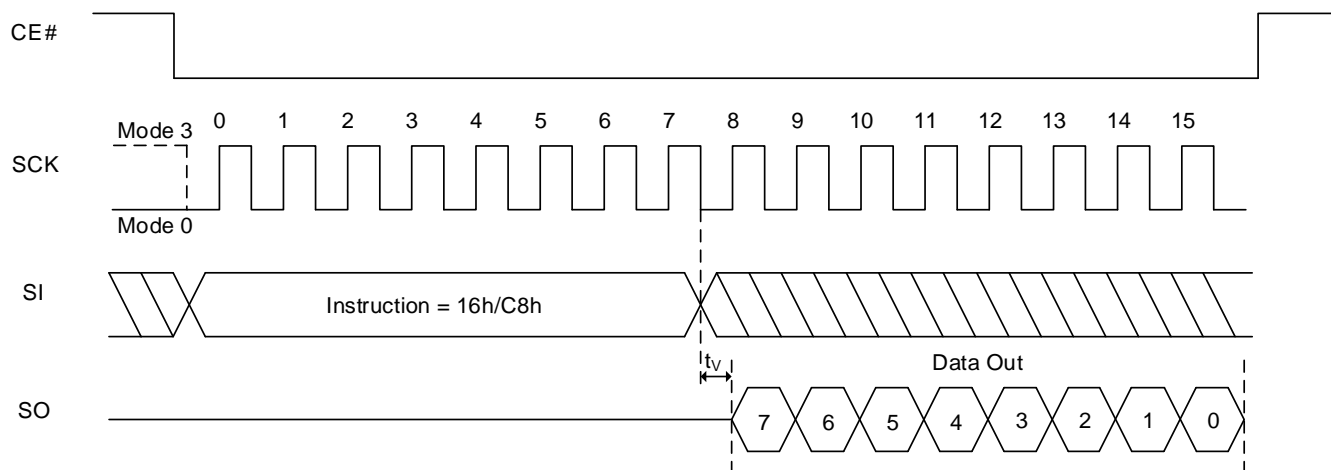 CE#
0 1 2 3 4 5 6 7 8 9 10 11 12 13 14 15
Mode 3
SCK
Mode 0
SI
Instruction = 16h/C8h
tV
Data Out
SO
7 6 5 4 3 2 1 0